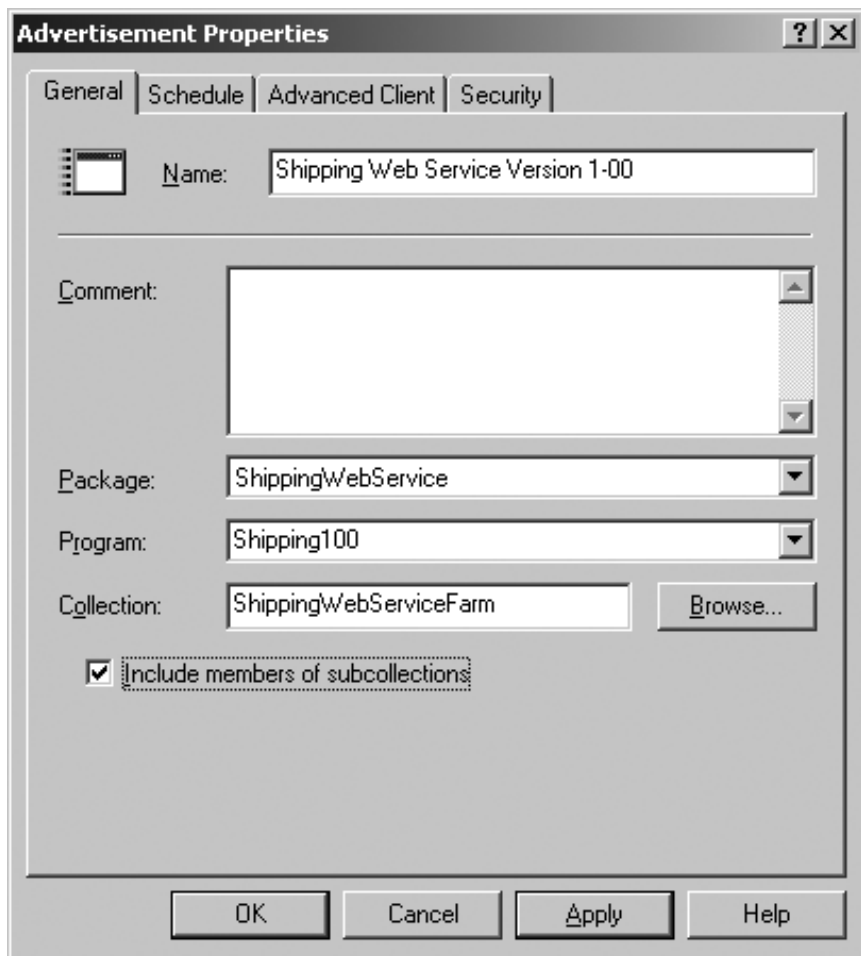 Advertisement Properties
General Schedule Advanced Client Security
Name: Shipping Web Service Version 1-00
Comment:
Package: ShippingWebService
Program: Shipping100
Collection: ShippingWebServiceFarm Browse...
Include members of subcollections
OK Cancel Apply Help